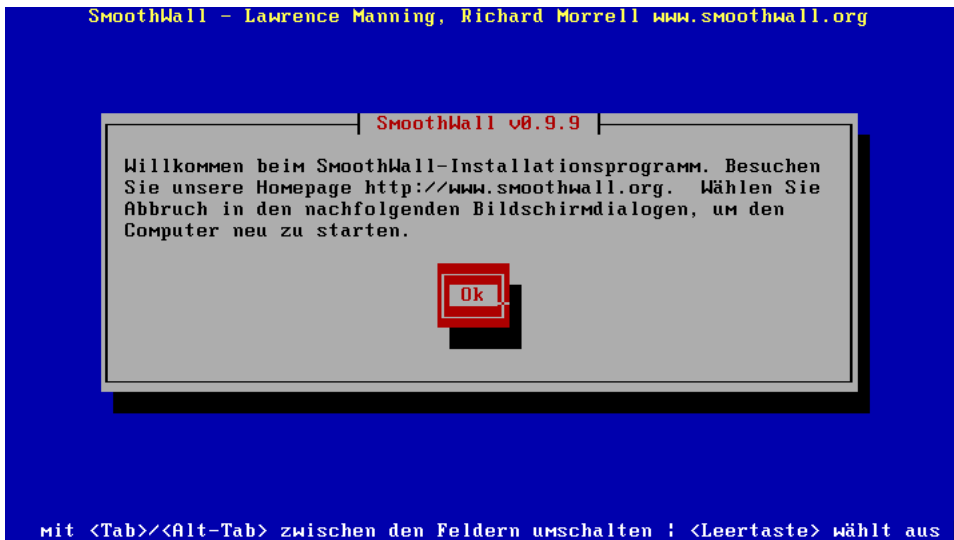 SmoothWall - Lawrence Manning, Richard Morrell www.smoothwall.org
SmoothWall v0.9.9
Willkommen beim SmoothWall-Installationsprogramm. Besuchen
Sie unsere Homepage http://www.smoothwall.org. Wählen Sie
Abbruch in den nachfolgenden Bildschirmdialogen, um den
Computer neu zu starten.
Ok
mit <Tab>/<Alt-Tab> zwischen den Feldern umschalten ¦ <Leertaste> wählt aus